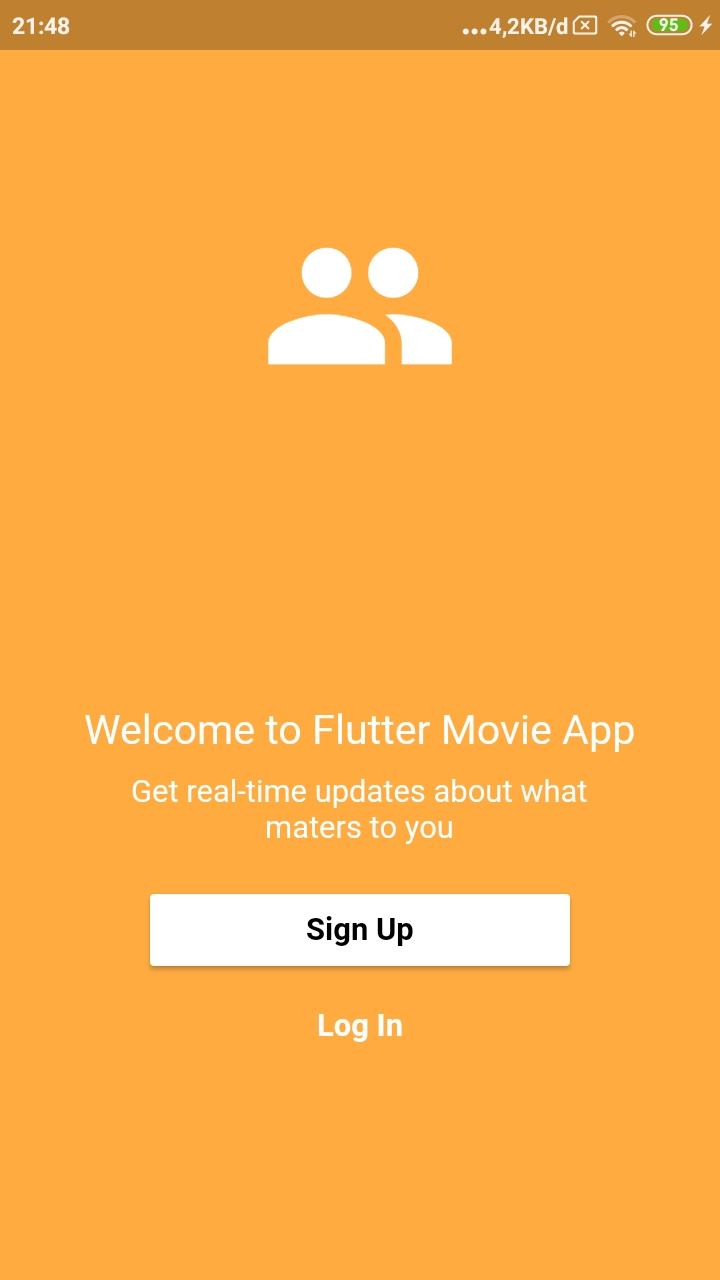 21:48
...4,2KB/d
95
Welcome to Flutter Movie App
Get real-time updates about what
maters to you
Sign Up
Log In